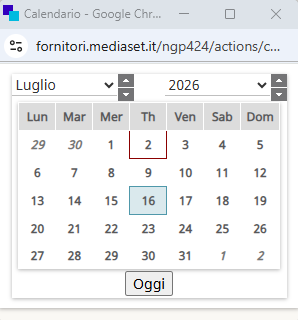 Calendario - Google Chr...
fornitori.mediaset.it/ngp424/actions/c...
Luglio 2026
Lun Mar Mer Th Ven Sab Dom
29 30 1 2 3 4 5
6 7 8 9 10 11 12
13 14 15 16 17 18 19
20 21 22 23 24 25 26
27 28 29 30 31 1 2
Oggi